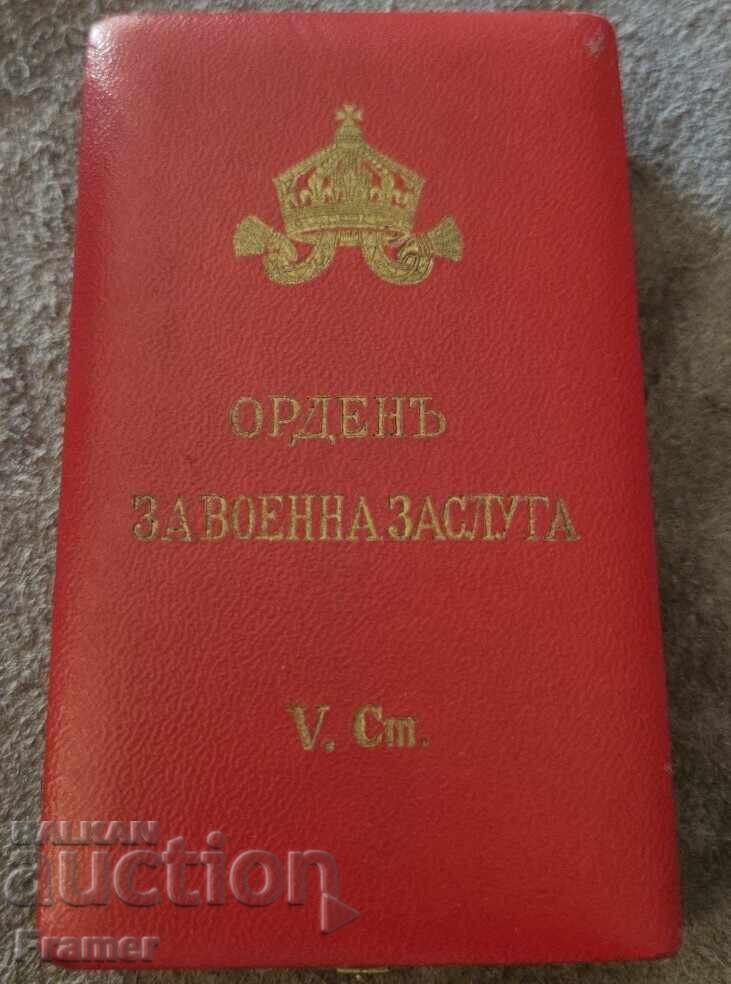 ОРДЕНЪ
ЗА ВОЕННА ЗАСЛУГА
V. Ст.
BALKAN
auction
Framer